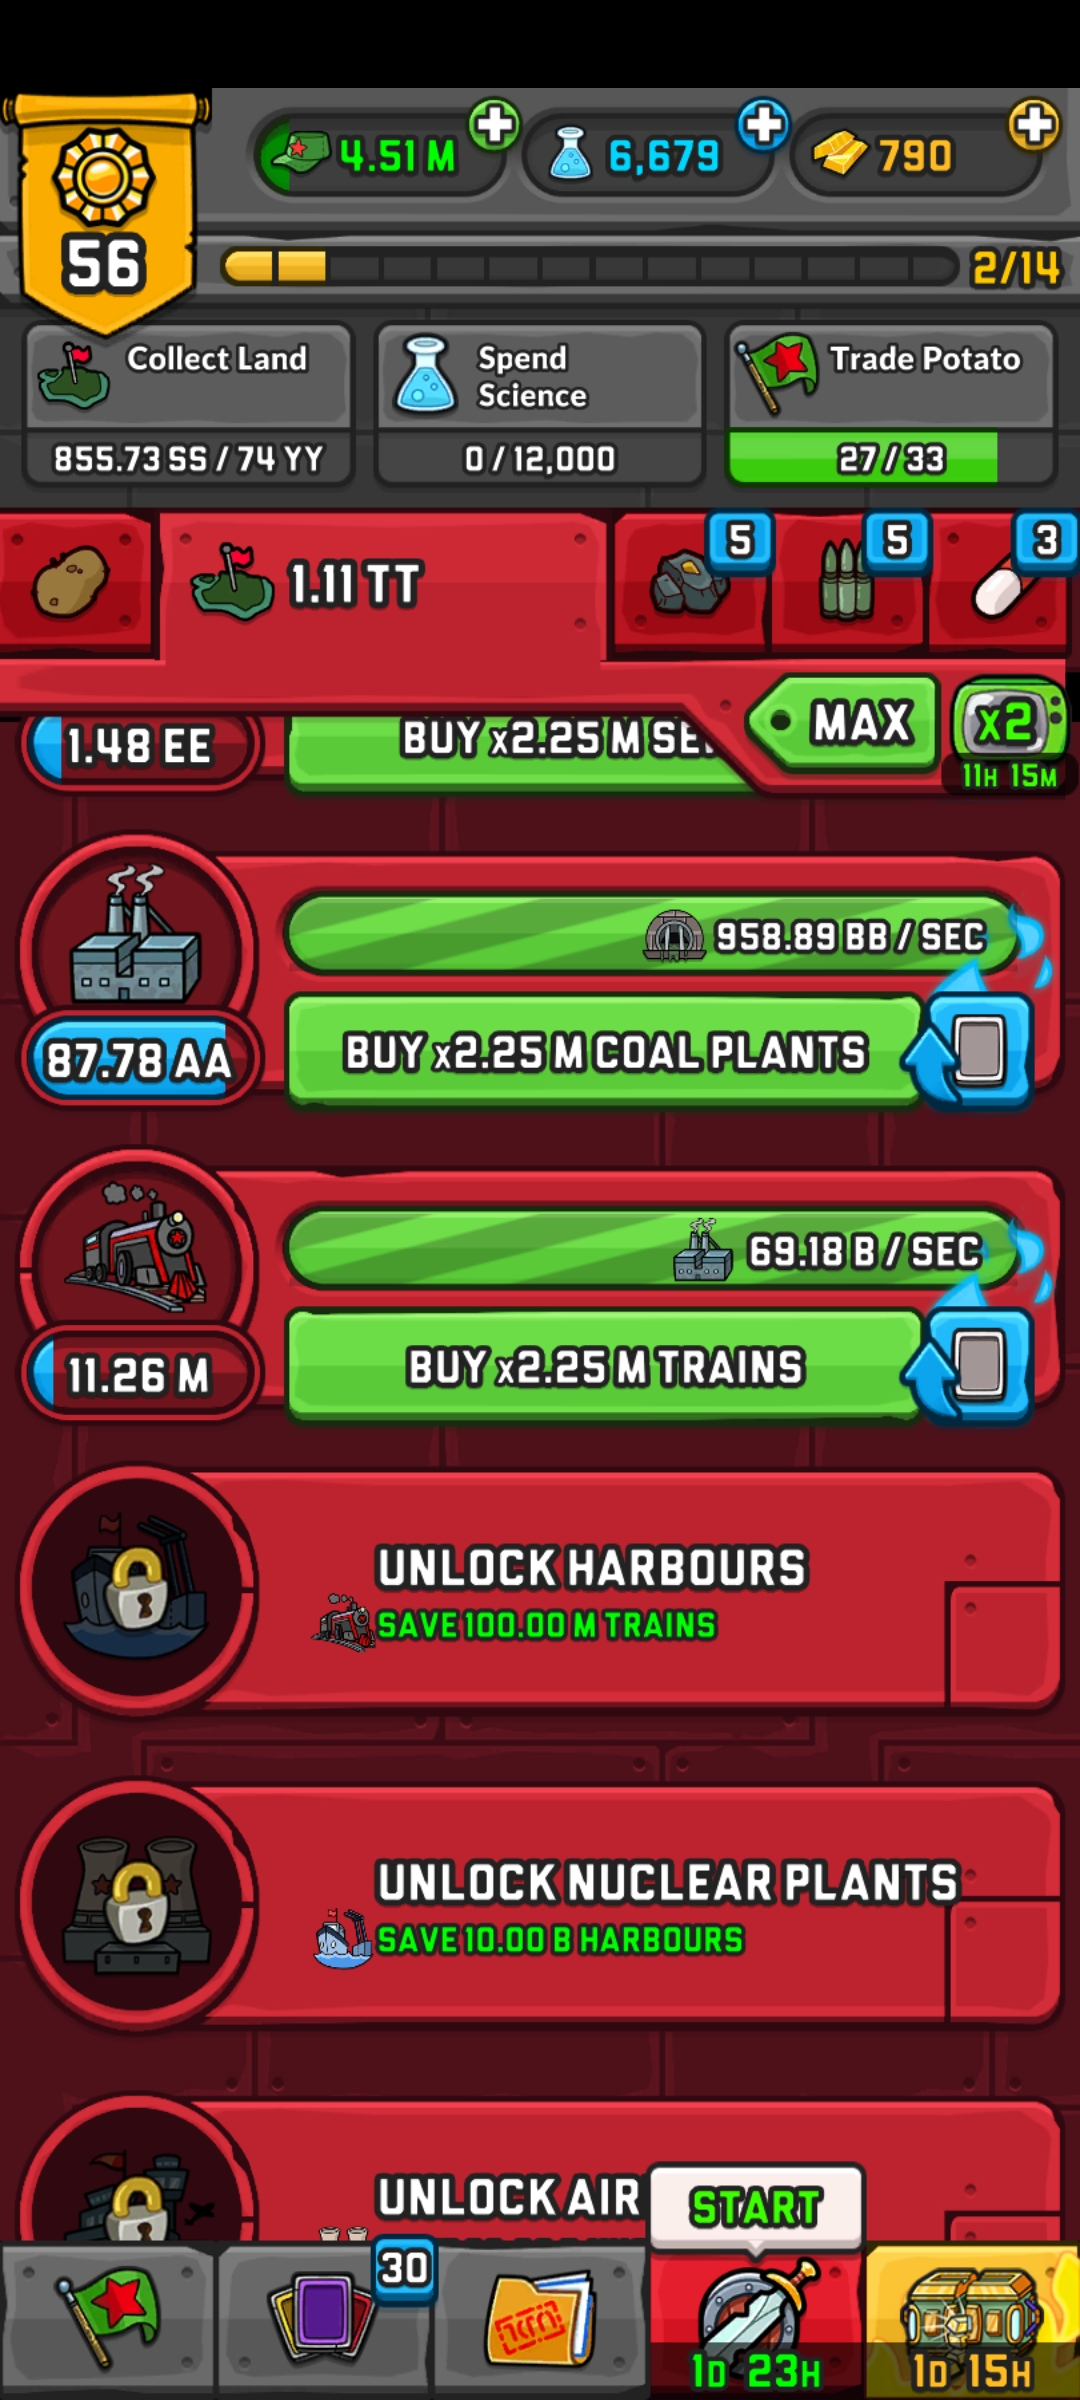 4.51 M
6,679
790
56
2/14
Collect Land
855.73 SS / 74 YY
Spend
Science
0 / 12,000
Trade Potato
27 / 33
1.11 TT
5
5
3
MAX
x2
11H 15M
1.48 EE
BUY x2.25 M
958.89 BB / SEC
87.78 AA
BUY x2.25 M COAL PLANTS
69.18 B / SEC
11.26 M
BUY x2.25 M TRAINS
UNLOCK HARBOURS
SAVE 100.00 M TRAINS
UNLOCK NUCLEAR PLANTS
SAVE 10.00 B HARBOURS
UNLOCK AIR
START
30
1D 23H
1D 15H